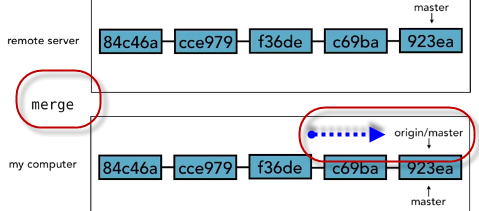 master
remote server
84c46a cce979 f36de c69ba 923ea
merge
origin/master
my computer
84c46a cce979 f36de c69ba 923ea
master